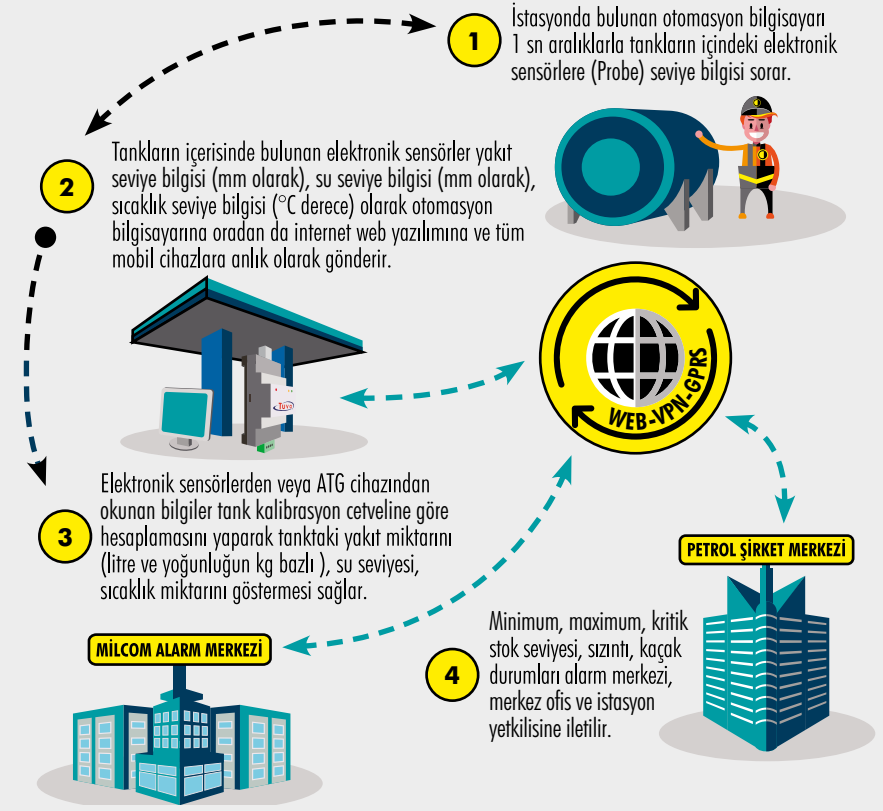 1
İstasyonda bulunan otomasyon bilgisayarı
1 sn aralıklarla tankların içindeki elektronik
sensörlere (Probe) seviye bilgisi sorar.
2
Tankların içerisinde bulunan elektronik sensörler yakıt
seviye bilgisi (mm olarak), su seviye bilgisi (mm olarak),
sıcaklık seviye bilgisi (°C derece) olarak otomasyon
bilgisayarına oradan da internet web yazılımına ve tüm
mobil cihazlara anlık olarak gönderir.
Tüva
WEB-VPN-GPRS
3
Elektronik sensörlerden veya ATG cihazından
okunan bilgiler tank kalibrasyon cetveline göre
hesaplamasını yaparak tanktaki yakıt miktarını
(litre ve yoğunluğun kg bazlı ), su seviyesi,
sıcaklık miktarını göstermesi sağlar.
PETROL ŞİRKET MERKEZİ
MİLCOM ALARM MERKEZİ
4
Minimum, maximum, kritik
stok seviyesi, sızıntı, kaçak
durumları alarm merkezi,
merkez ofis ve istasyon
yetkilisine iletilir.